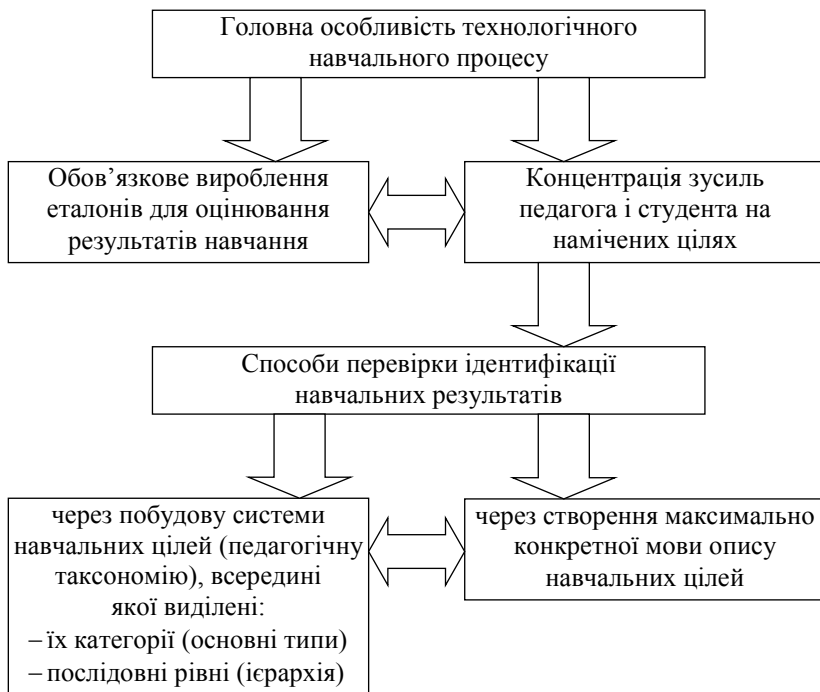 Головна особливість технологічного
навчального процесу
Обов’язкове вироблення
еталонів для оцінювання
результатів навчання
Концентрація зусиль
педагога і студента на
намічених цілях
Способи перевірки ідентифікації
навчальних результатів
через побудову системи
навчальних цілей (педагогічну
таксономію), всередині
якої виділені:
– їх категорії (основні типи)
– послідовні рівні (ієрархія)
через створення максимально
конкретної мови опису
навчальних цілей